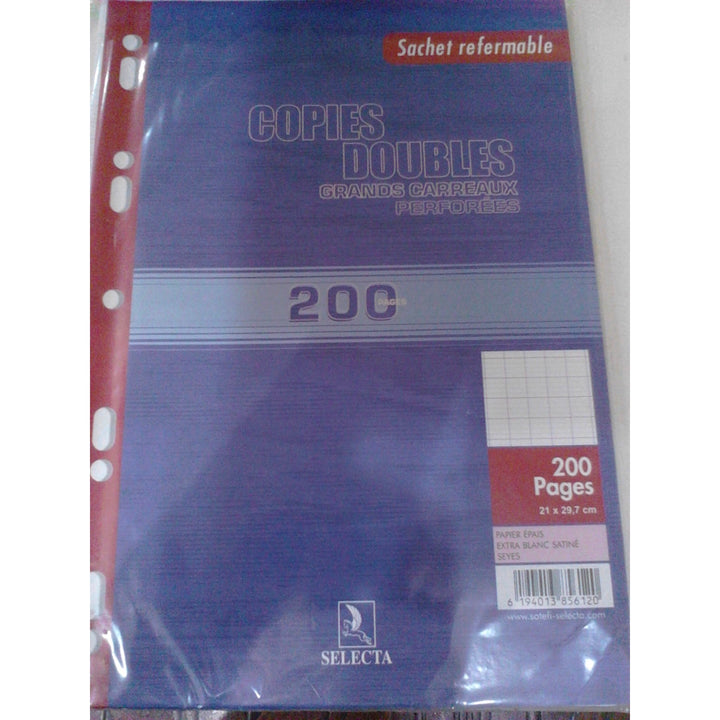 Sachet refermable
COPIES
DOUBLES
GRANDS CARREAUX
PERFORÉES
200 PAGES
200
Pages
21 x 29,7 cm
PAPIER ÉPAIS
EXTRA BLANC SATINÉ
SEYES
6 194013 856120
www.sotefi-selecta.com
SELECTA